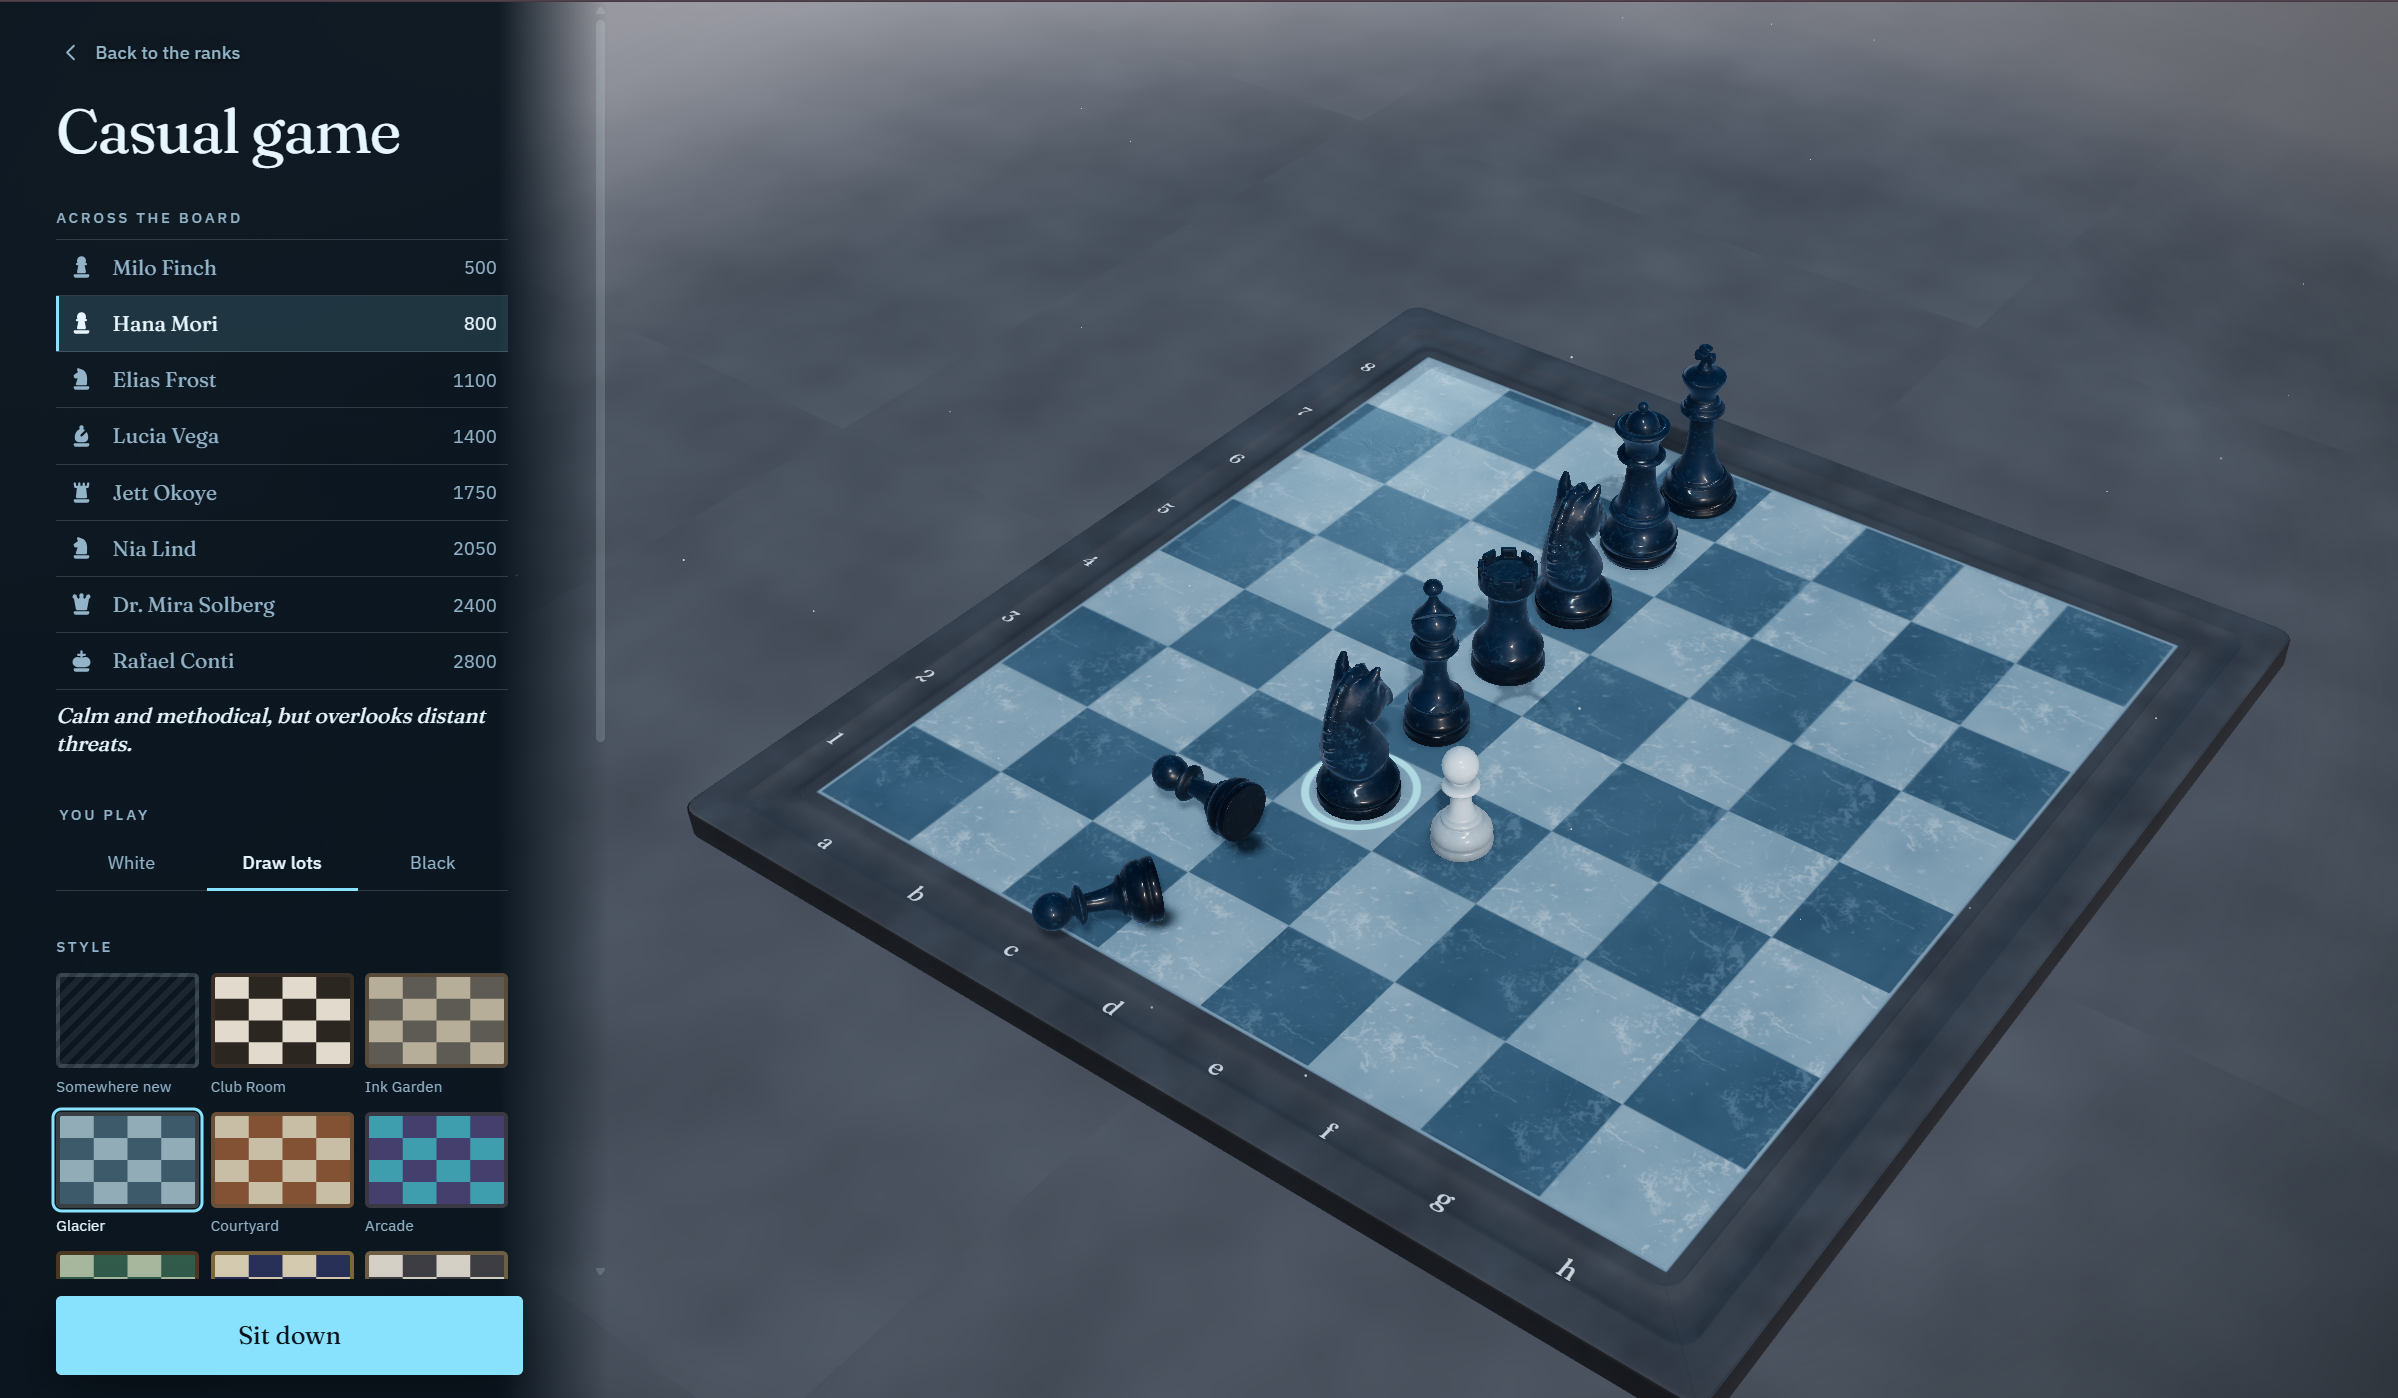 Back to the ranks
Casual game
ACROSS THE BOARD
Milo Finch 500
Hana Mori 800
Elias Frost 1100
Lucia Vega 1400
Jett Okoye 1750
Nia Lind 2050
Dr. Mira Solberg 2400
Rafael Conti 2800
Calm and methodical, but overlooks distant
threats.
YOU PLAY
White Draw lots Black
STYLE
Somewhere new Club Room Ink Garden
Glacier Courtyard Arcade
Sit down
8
7
6
5
4
3
2
1
a
b
c
d
e
f
g
h